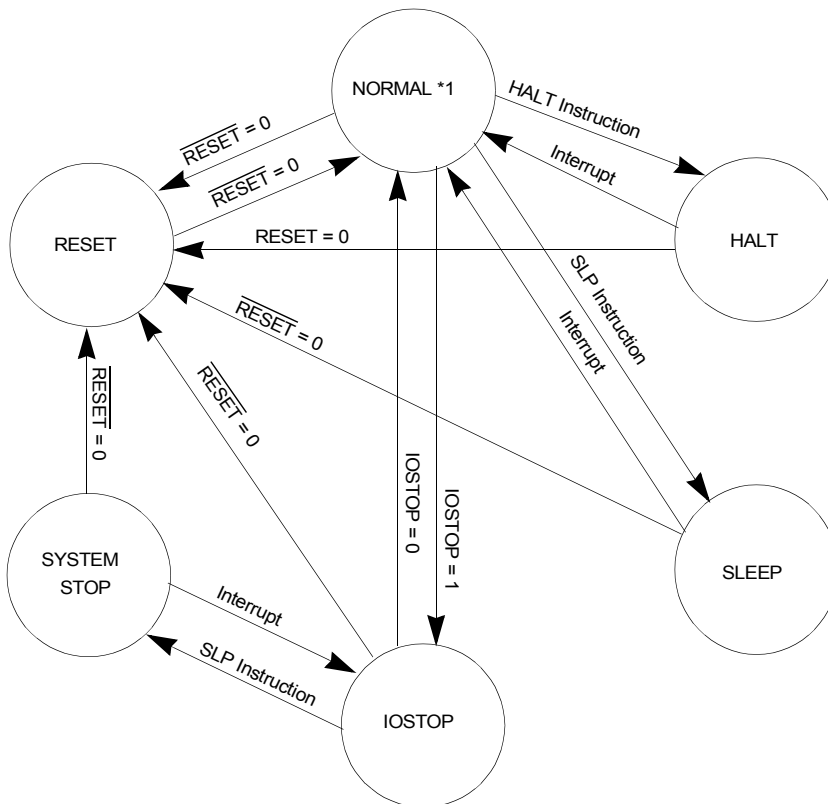 NORMAL *1
HALT Instruction
RESET = 0
RESET = 0
Interrupt
RESET
RESET = 0
HALT
SLP Instruction
RESET = 0
Interrupt
RESET = 0
RESET = 0
IOSTOP = 0
IOSTOP = 1
SYSTEM
STOP
SLEEP
Interrupt
SLP Instruction
IOSTOP